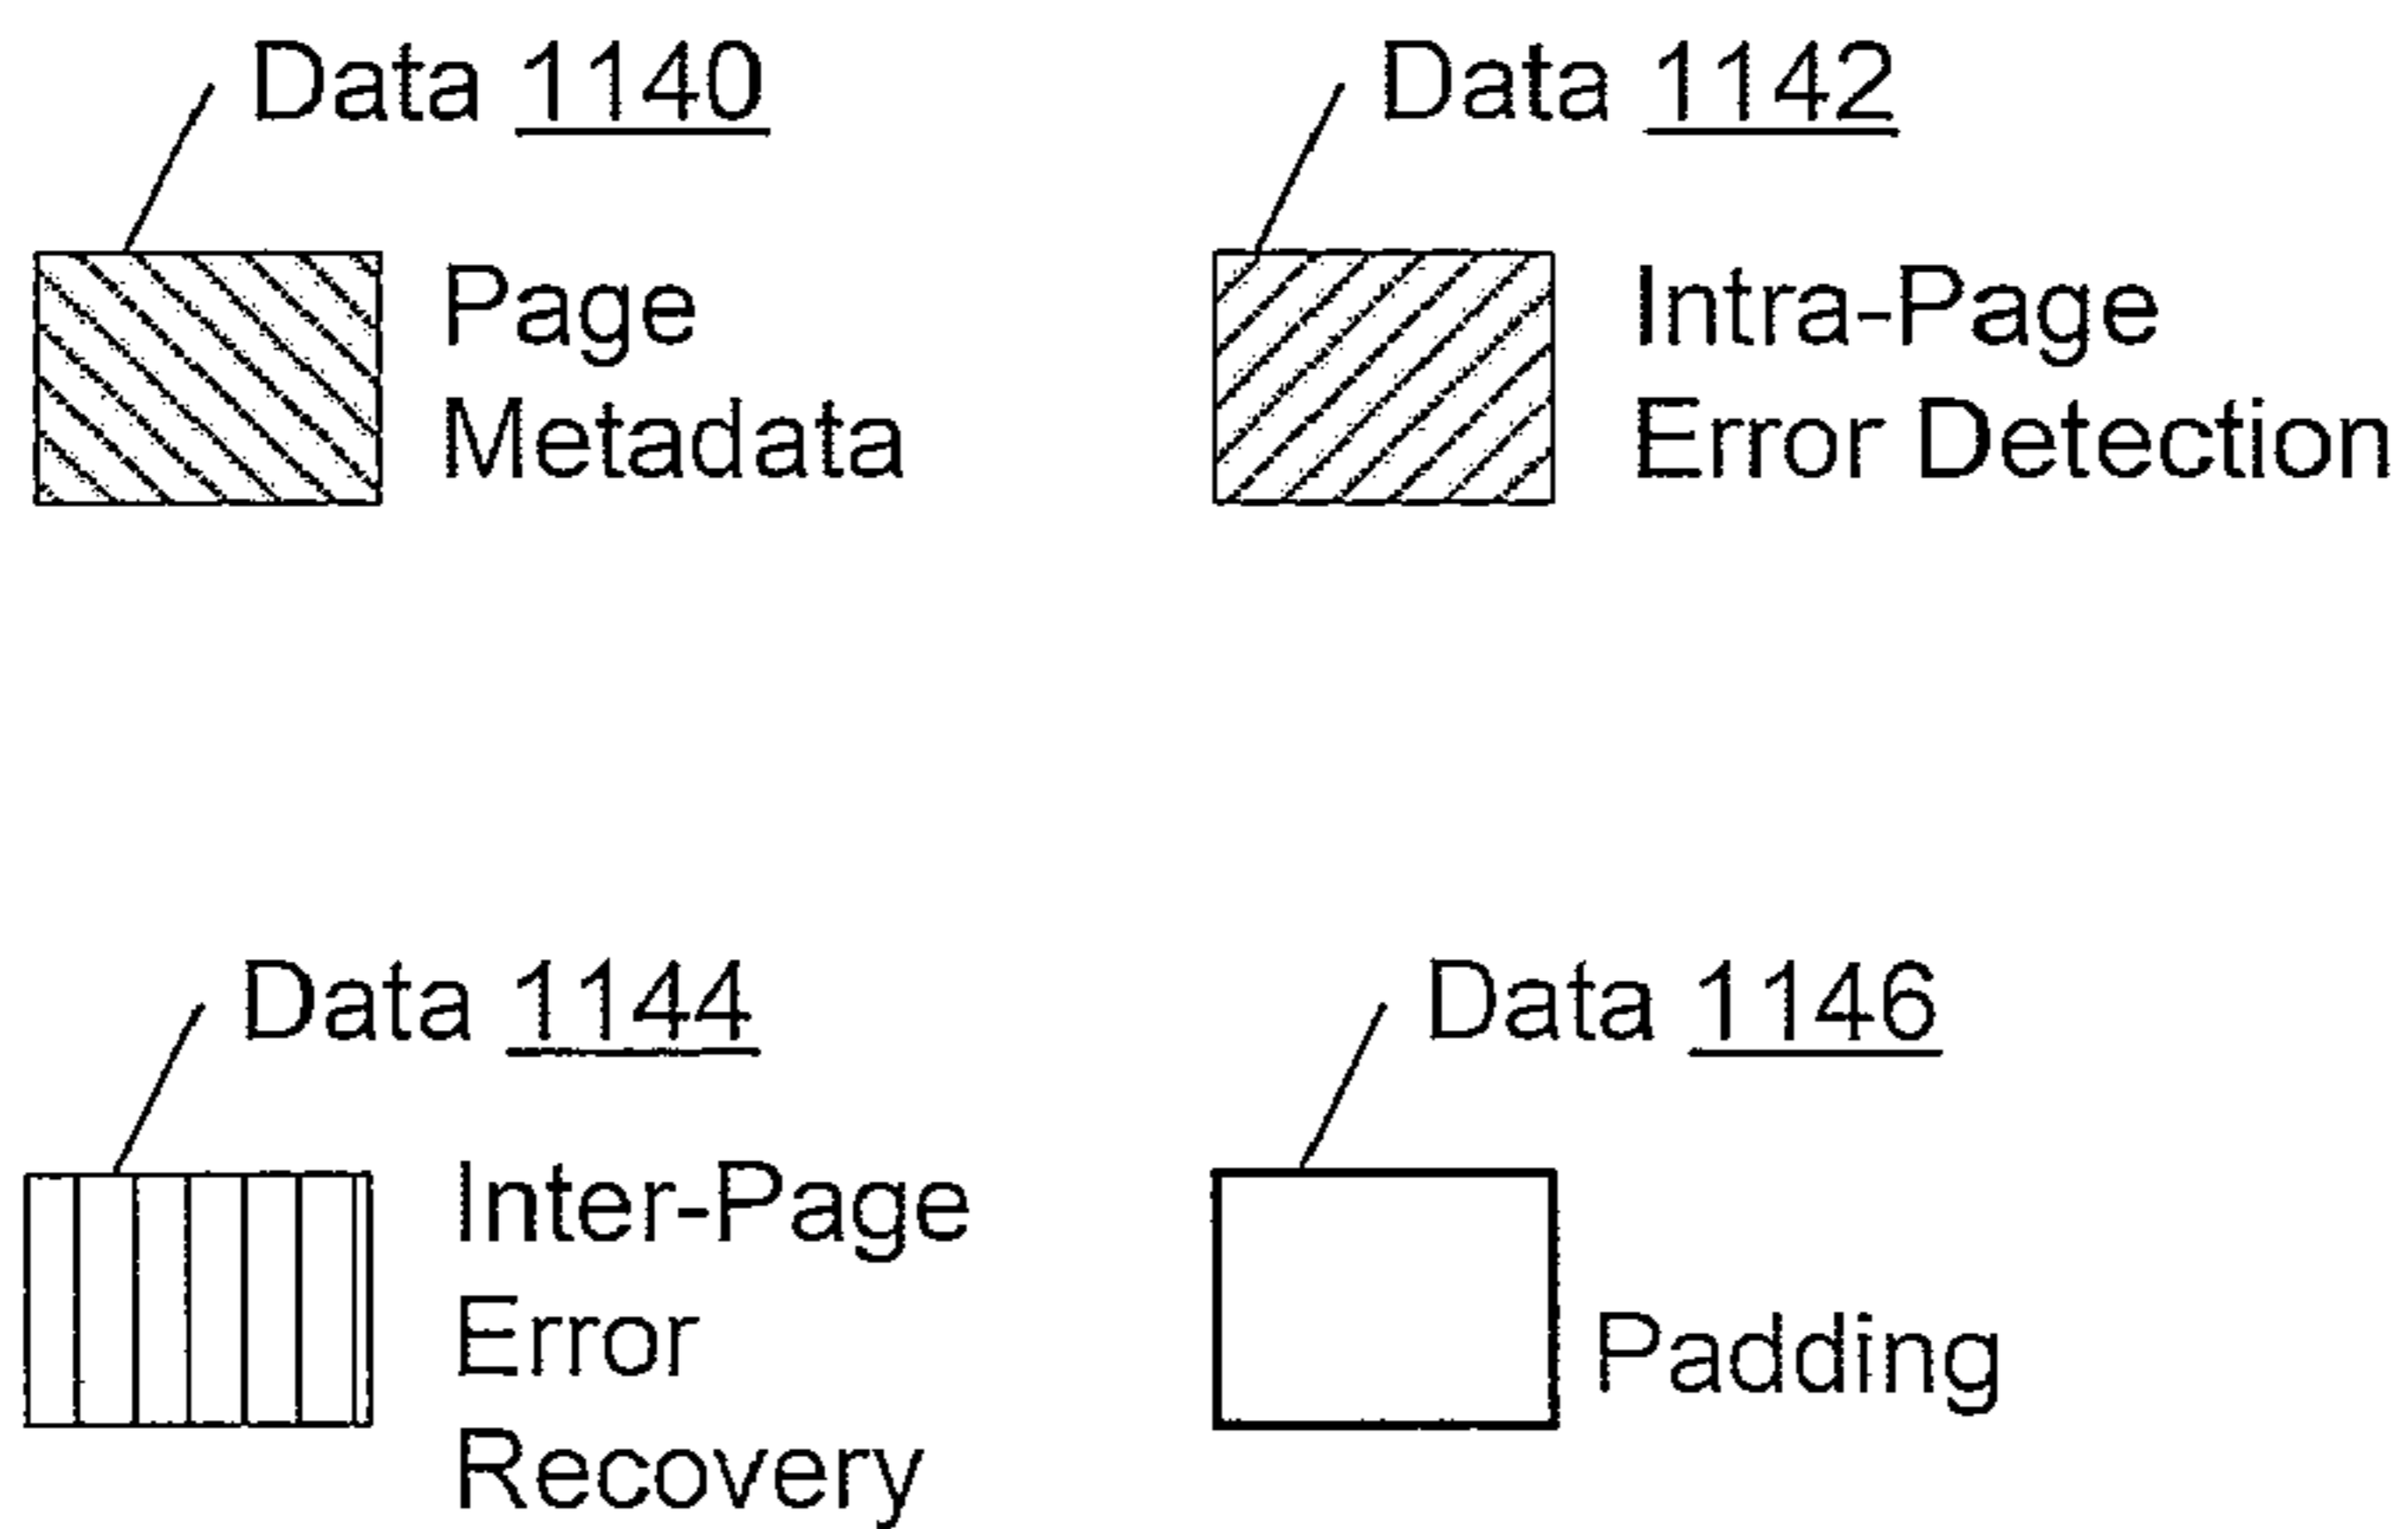 Data 1140
Page
Metadata
Data 1142
Intra-Page
Error Detection
Data 1144
Inter-Page
Error
Recovery
Data 1146
Padding